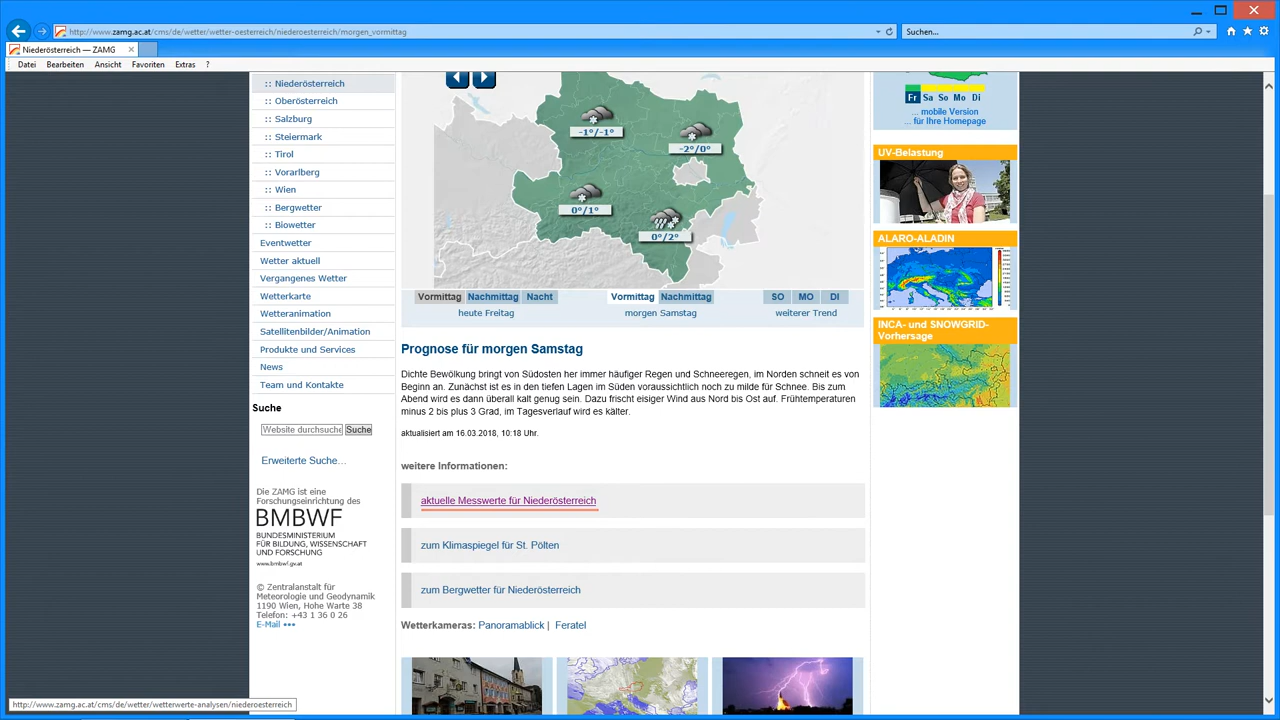 http://www.zamg.ac.at/cms/de/wetter/wetter-oesterreich/niederoesterreich/morgen_vormittag
Suchen...
Niederösterreich — ZAMG
Datei Bearbeiten Ansicht Favoriten Extras ?
:: Niederösterreich
:: Oberösterreich
:: Salzburg
:: Steiermark
:: Tirol
:: Vorarlberg
:: Wien
:: Bergwetter
:: Biowetter
Eventwetter
Wetter aktuell
Vergangenes Wetter
Wetterkarte
Wetteranimation
Satellitenbilder/Animation
Produkte und Services
News
Team und Kontakte
Suche
Website durchsuche Suche
Erweiterte Suche...
Die ZAMG ist eine
Forschungseinrichtung des
BMBWF
BUNDESMINISTERIUM
FÜR BILDUNG, WISSENSCHAFT
UND FORSCHUNG
www.bmbwf.gv.at
© Zentralanstalt für
Meteorologie und Geodynamik
1190 Wien, Hohe Warte 38
Telefon: +43 1 36 0 26
E-Mail •••
-1°/-1°
-2°/0°
0°/1°
0°/2°
Vormittag Nachmittag Nacht
heute Freitag
Vormittag Nachmittag
morgen Samstag
SO MO DI
weiterer Trend
Prognose für morgen Samstag
Dichte Bewölkung bringt von Südosten her immer häufiger Regen und Schneeregen, im Norden schneit es von
Beginn an. Zunächst ist es in den tiefen Lagen im Süden voraussichtlich noch zu milde für Schnee. Bis zum
Abend wird es dann überall kalt genug sein. Dazu frischt eisiger Wind aus Nord bis Ost auf. Frühtemperaturen
minus 2 bis plus 3 Grad, im Tagesverlauf wird es kälter.
aktualisiert am 16.03.2018, 10:18 Uhr.
weitere Informationen:
aktuelle Messwerte für Niederösterreich
zum Klimaspiegel für St. Pölten
zum Bergwetter für Niederösterreich
Wetterkameras: Panoramablick | Feratel
Fr Sa So Mo Di
... mobile Version
... für Ihre Homepage
UV-Belastung
ALARO-ALADIN
INCA- und SNOWGRID-
Vorhersage
http://www.zamg.ac.at/cms/de/wetter/wetterwerte-analysen/niederoesterreich